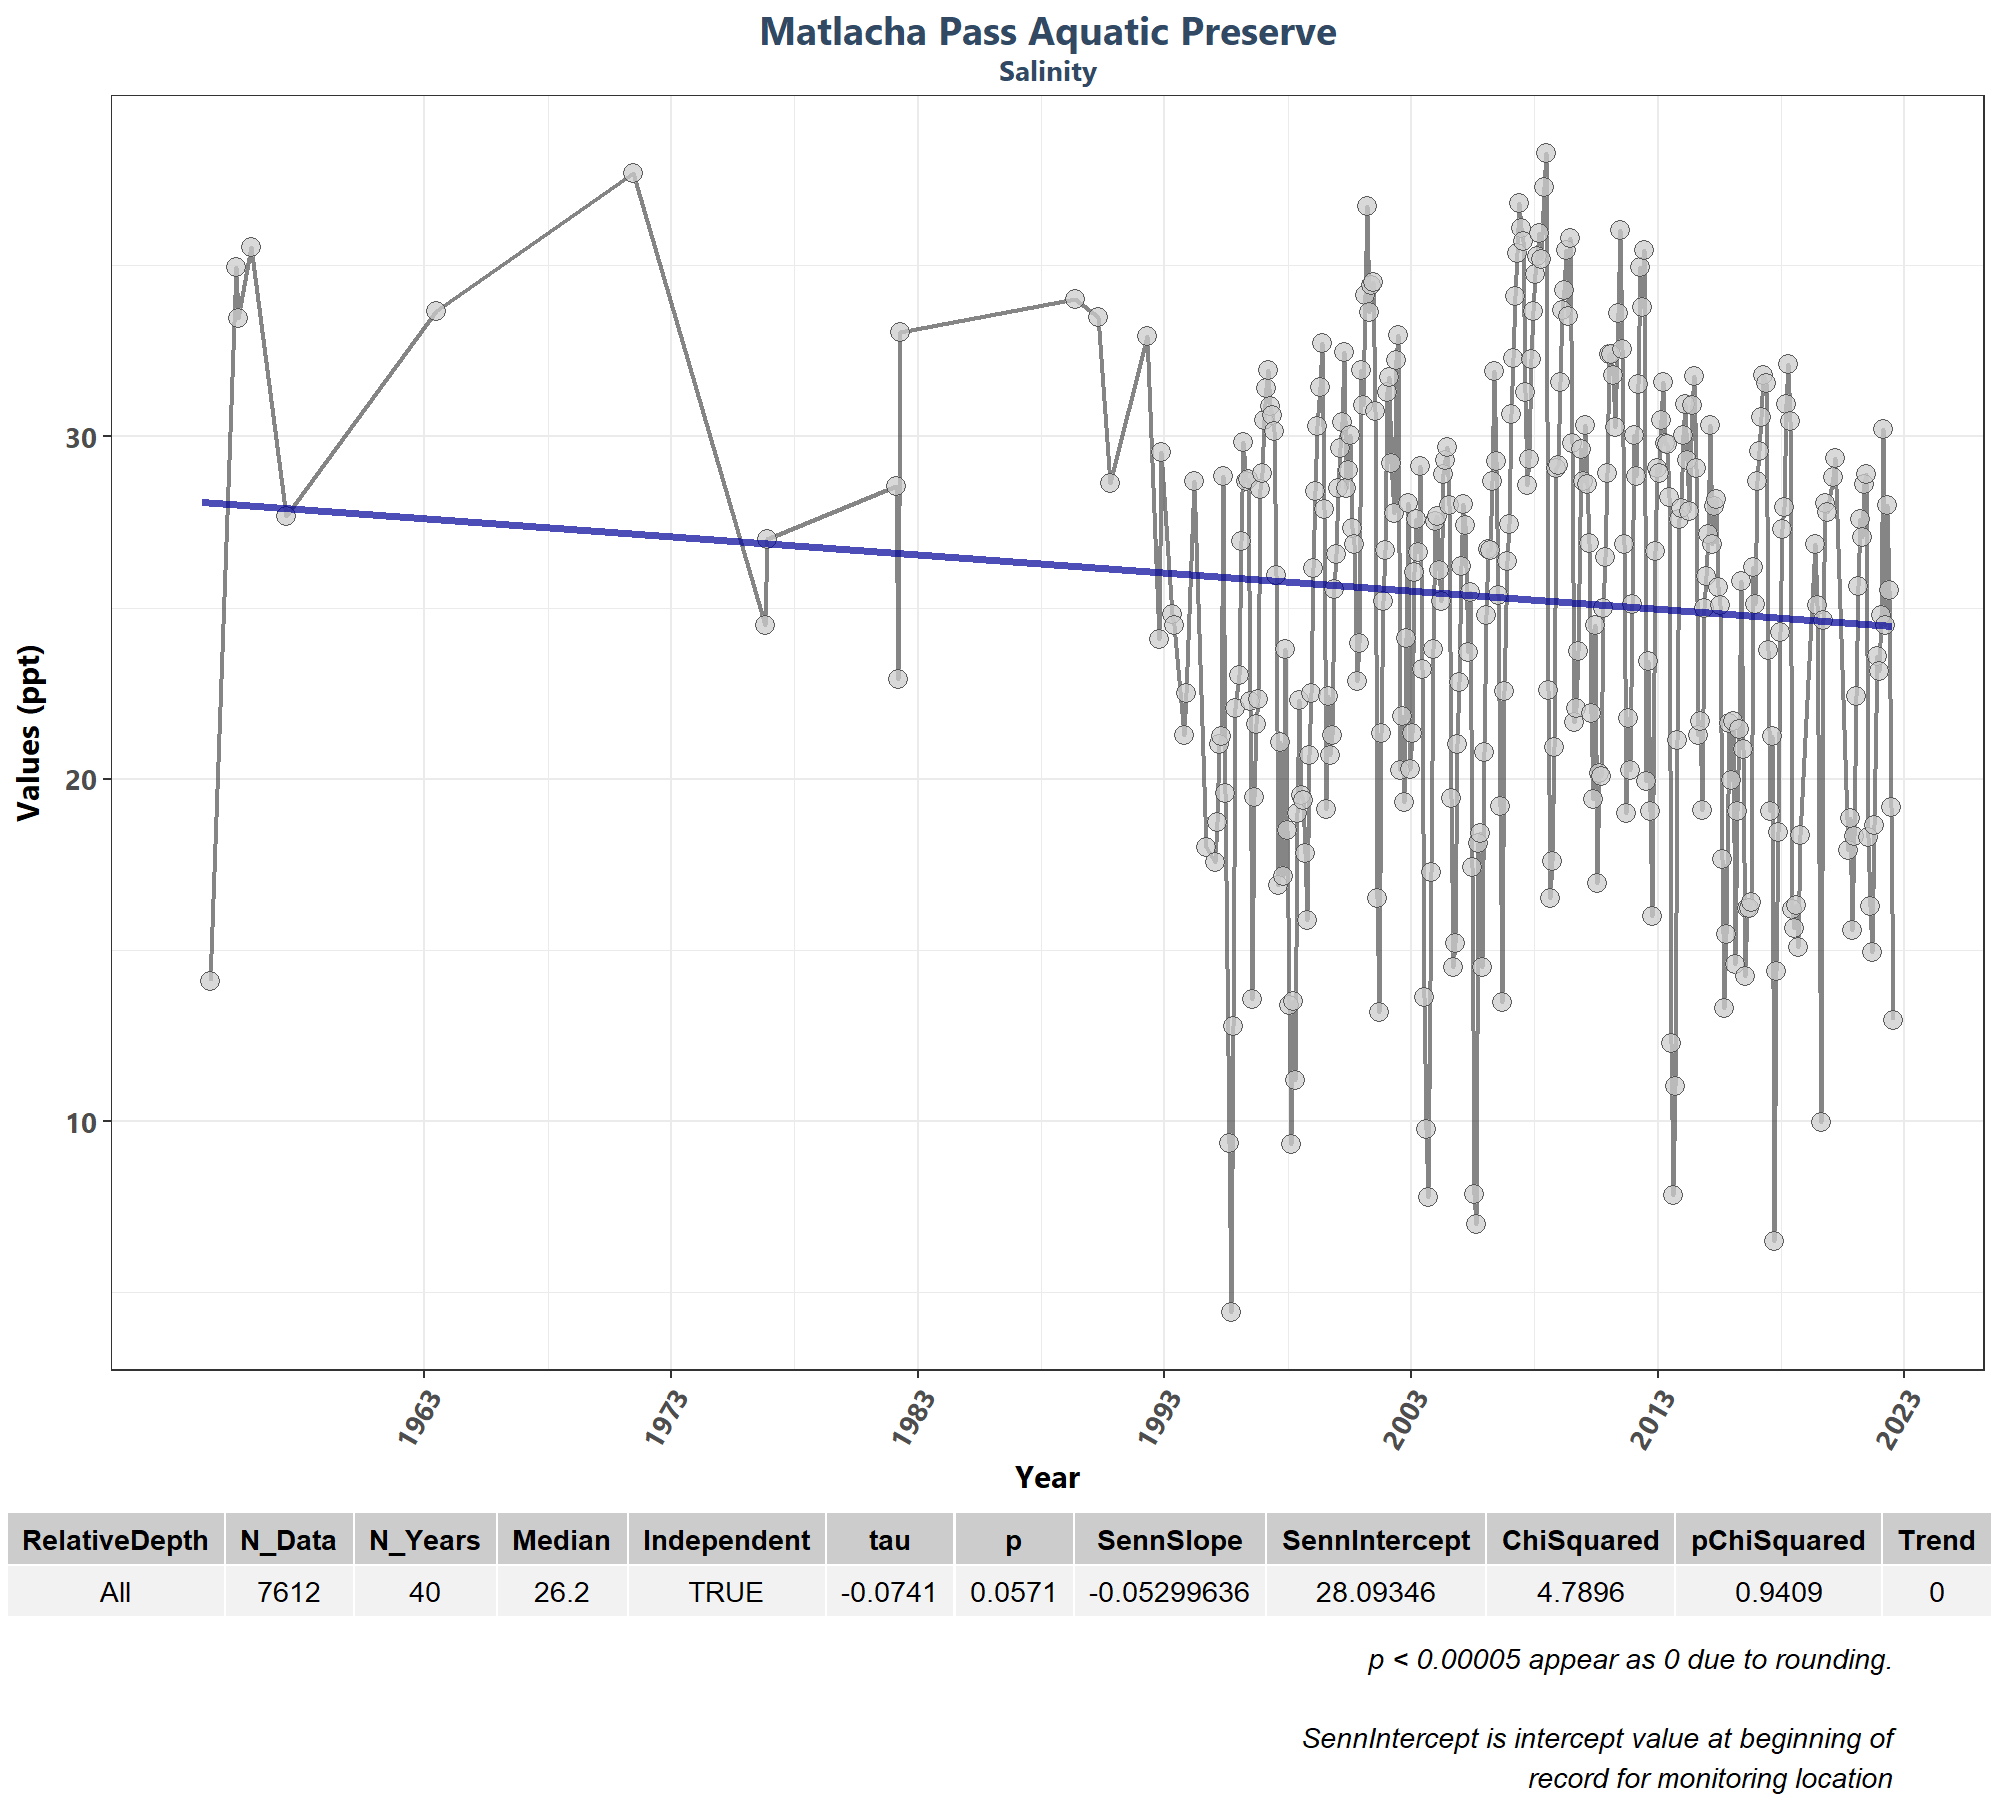 Matlacha Pass Aquatic Preserve
Salinity
Values (ppt)
30
20
10
1963
1973
1983
1993
2003
2013
2023
Year
RelativeDepth N_Data N_Years Median Independent tau p SennSlope SennIntercept ChiSquared pChiSquared Trend
All 7612 40 26.2 TRUE -0.0741 0.0571 -0.05299636 28.09346 4.7896 0.9409 0
p < 0.00005 appear as 0 due to rounding.
SennIntercept is intercept value at beginning of
record for monitoring location